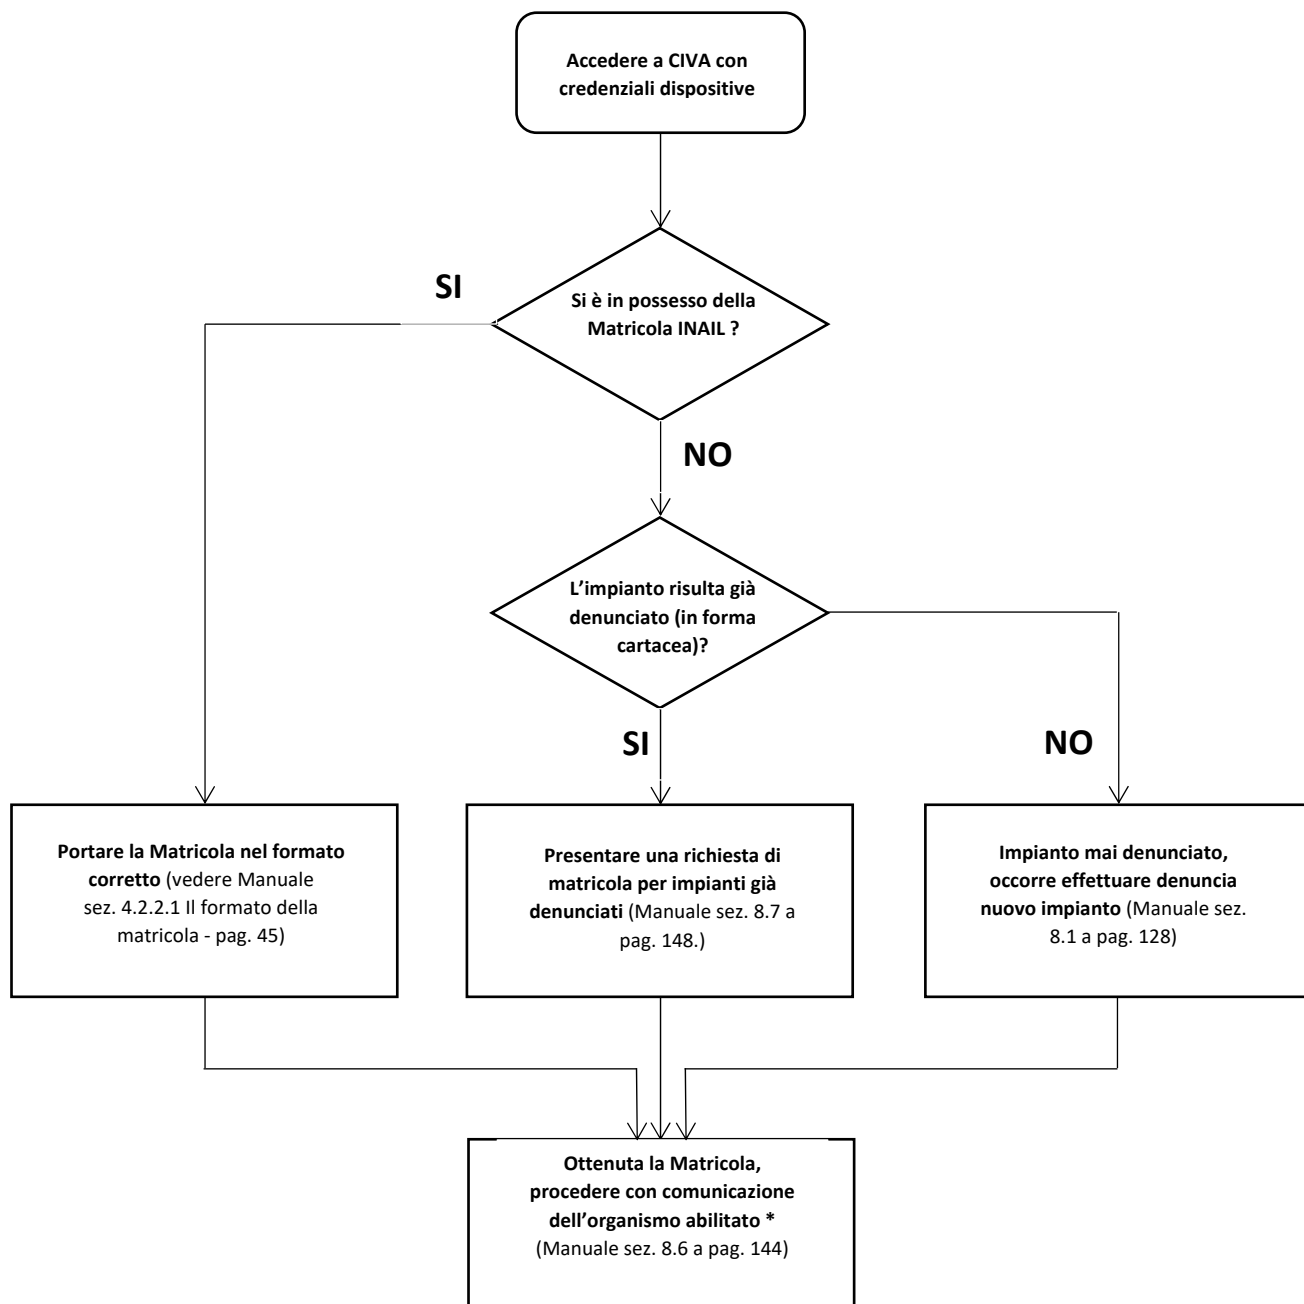 Accedere a CIVA con
credenziali dispositive
SI
Si è in possesso della
Matricola INAIL ?
NO
L’impianto risulta già
denunciato (in forma
cartacea)?
SI
NO
Portare la Matricola nel formato
corretto (vedere Manuale
sez. 4.2.2.1 Il formato della
matricola - pag. 45)
Presentare una richiesta di
matricola per impianti già
denunciati (Manuale sez. 8.7 a
pag. 148.)
Impianto mai denunciato,
occorre effettuare denuncia
nuovo impianto (Manuale sez.
8.1 a pag. 128)
Ottenuta la Matricola,
procedere con comunicazione
dell’organismo abilitato *
(Manuale sez. 8.6 a pag. 144)